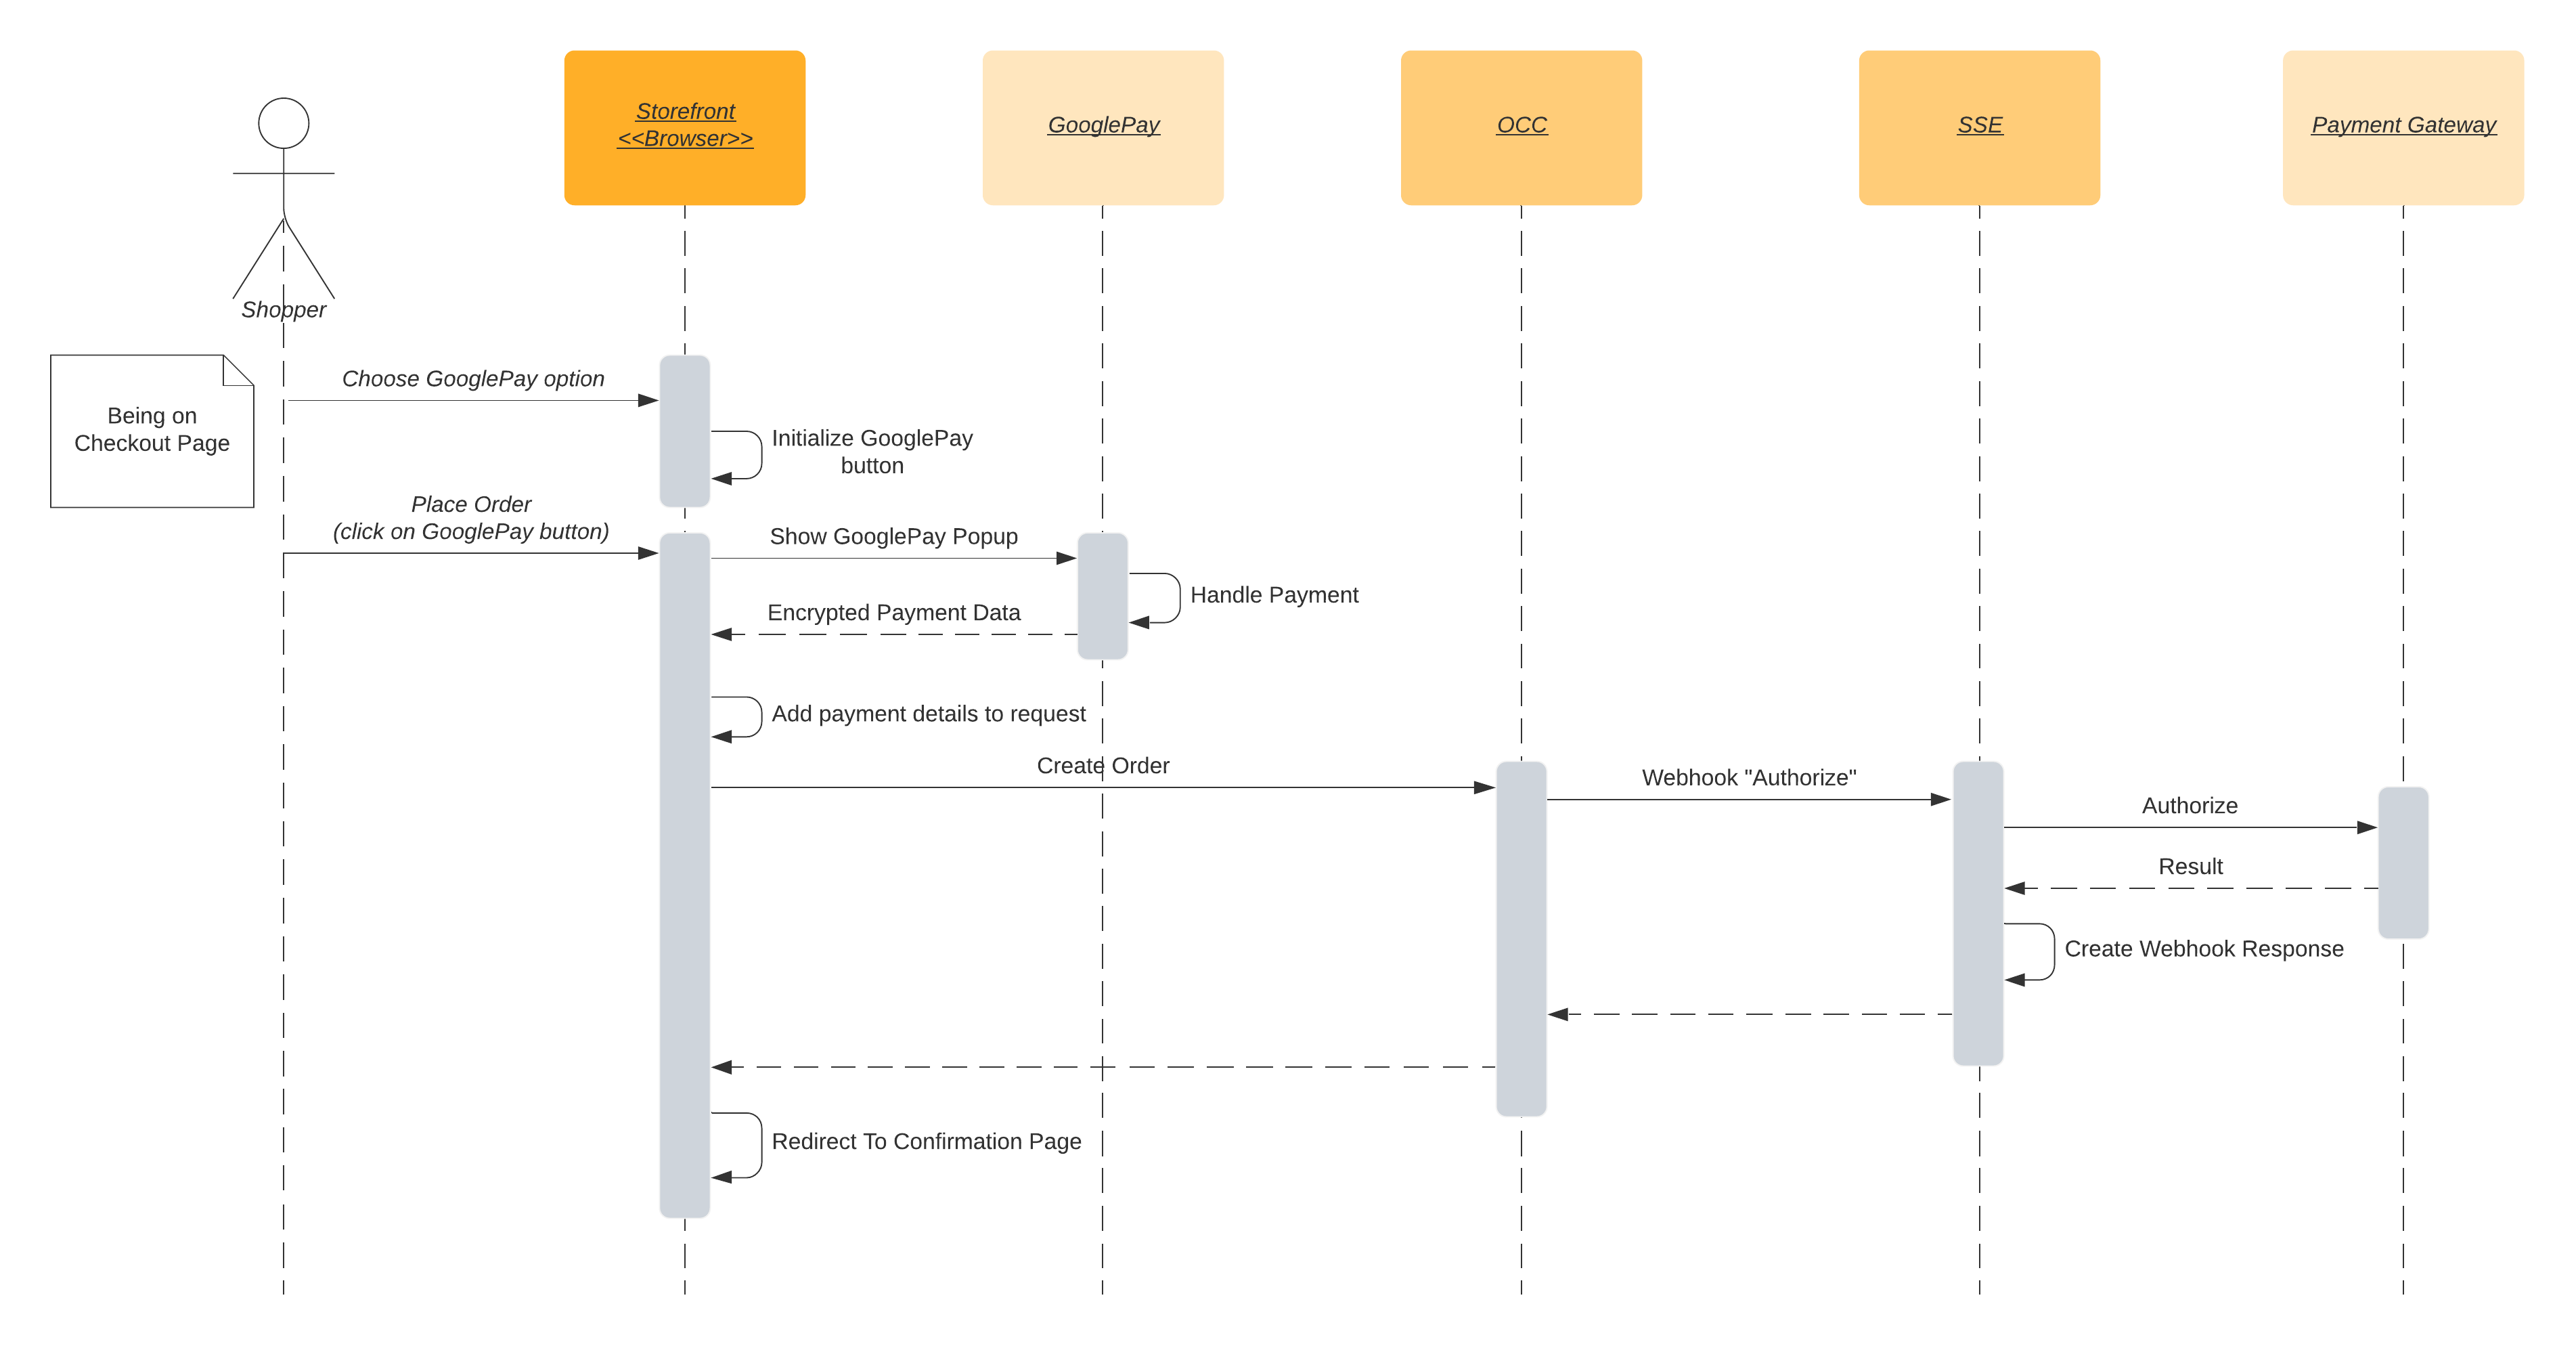 Storefront
<<Browser>>
GooglePay
OCC
SSE
Payment Gateway
Shopper
Being on
Checkout Page
Choose GooglePay option
Initialize GooglePay
button
Place Order
(click on GooglePay button)
Show GooglePay Popup
Handle Payment
Encrypted Payment Data
Add payment details to request
Create Order
Webhook "Authorize"
Authorize
Result
Create Webhook Response
Redirect To Confirmation Page